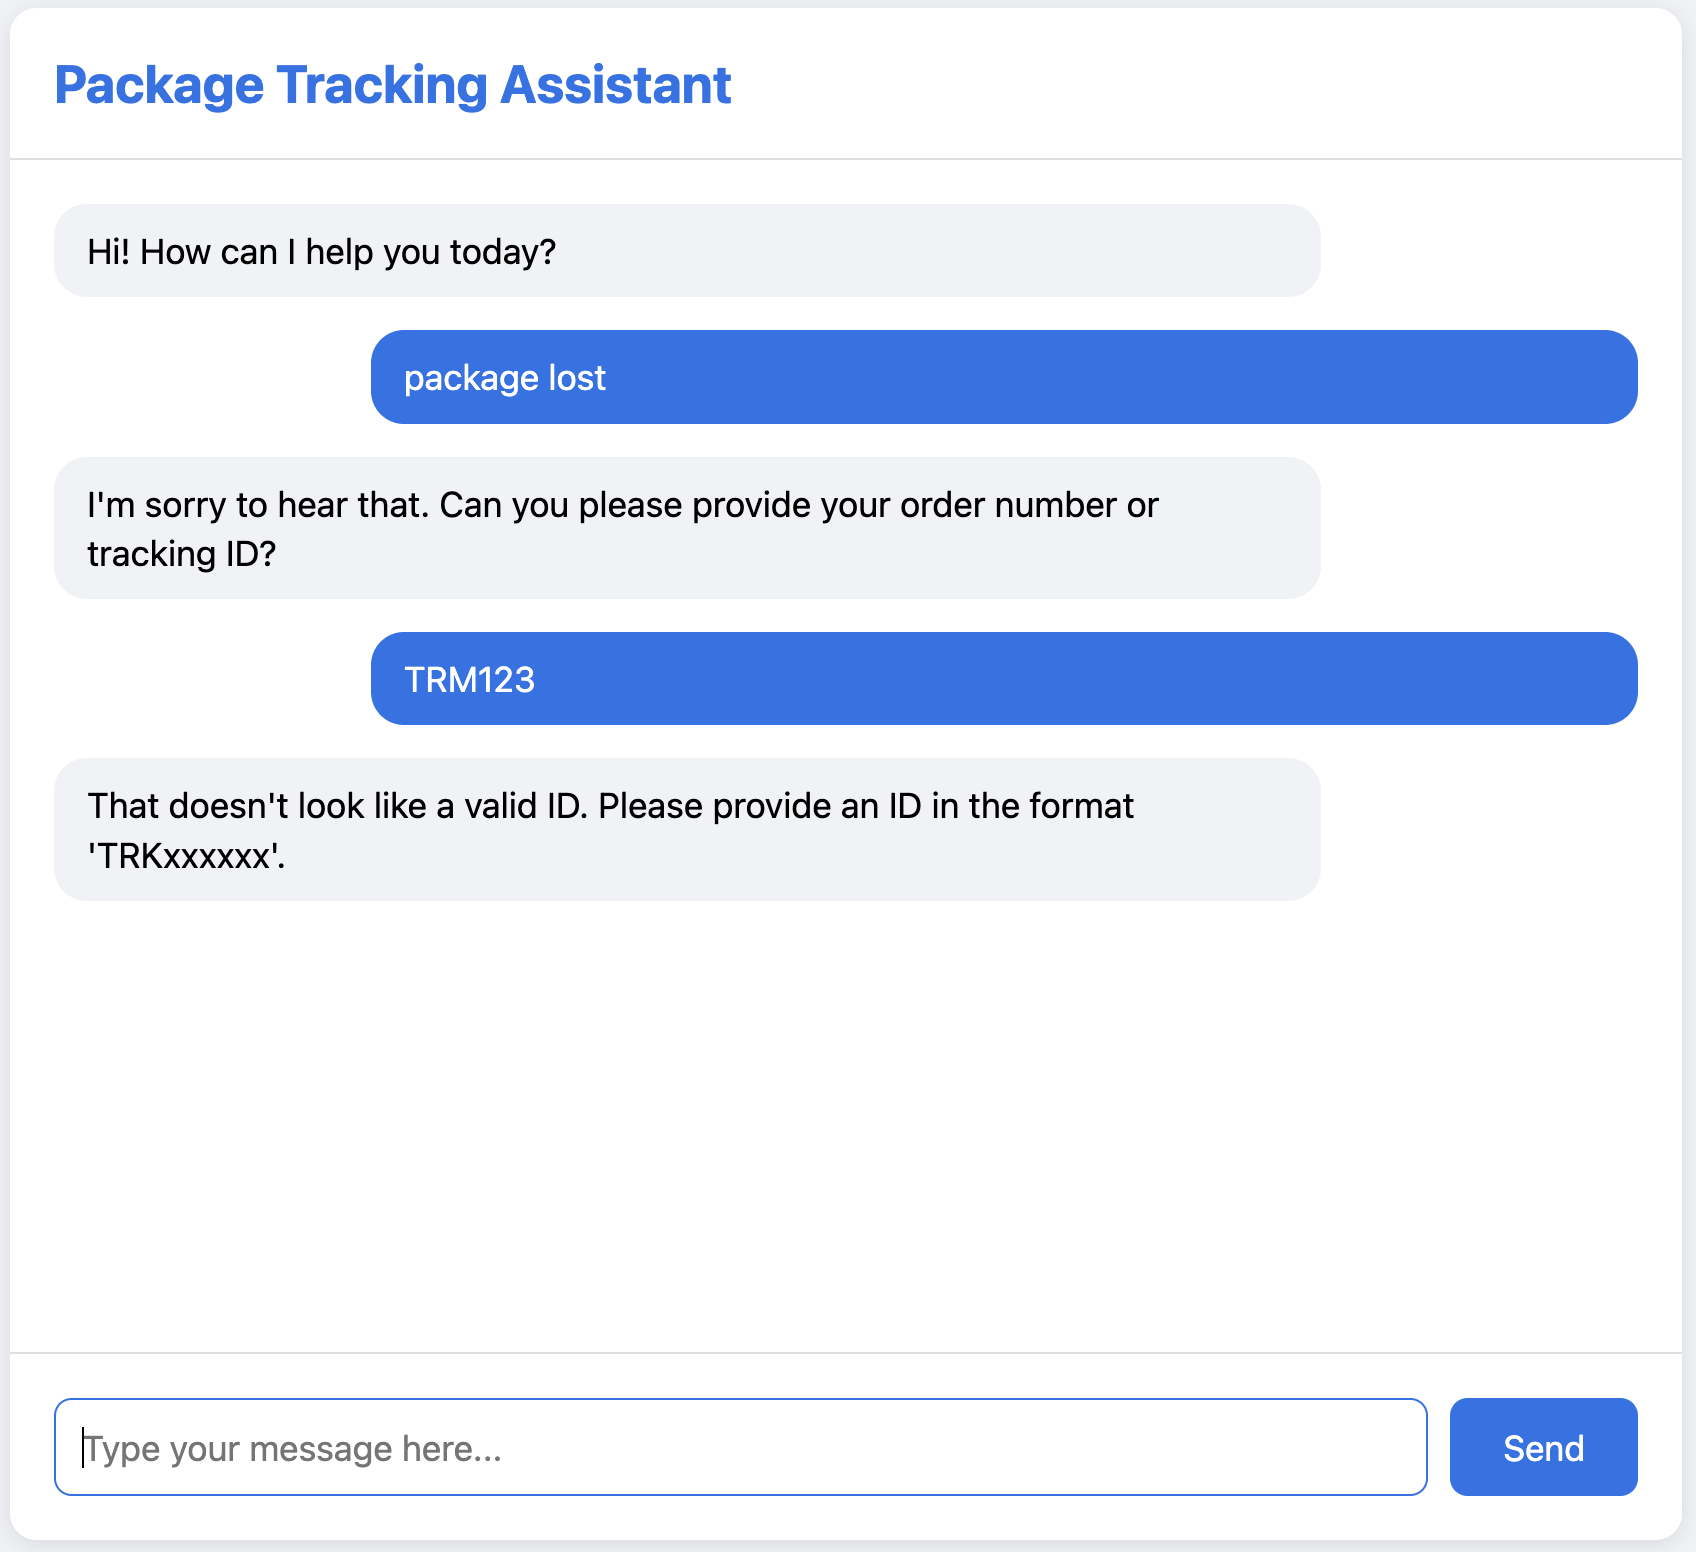 Package Tracking Assistant
Hi! How can I help you today?
package lost
I'm sorry to hear that. Can you please provide your order number or
tracking ID?
TRM123
That doesn't look like a valid ID. Please provide an ID in the format
'TRKxxxxxx'.
Type your message here...
Send